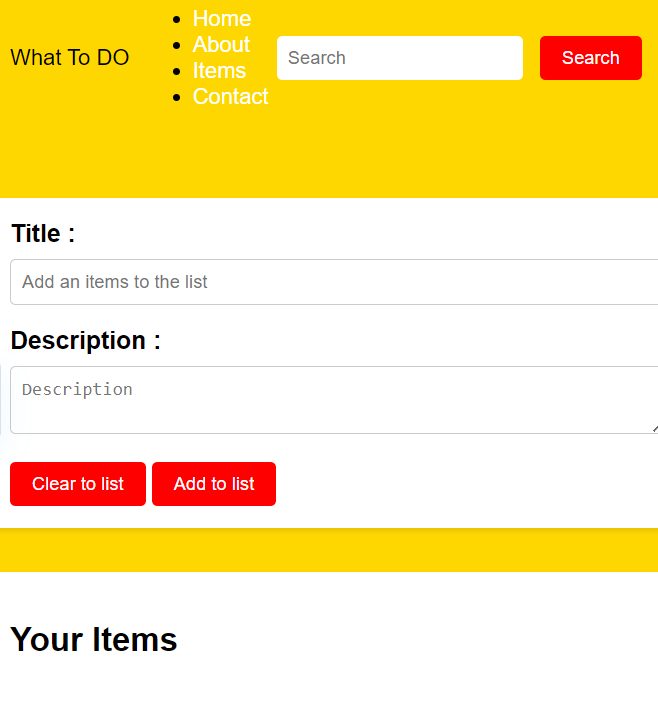 What To DO
Home
About
Items
Contact
Search
Search
Title :
Add an items to the list
Description :
Description
Clear to list
Add to list
Your Items